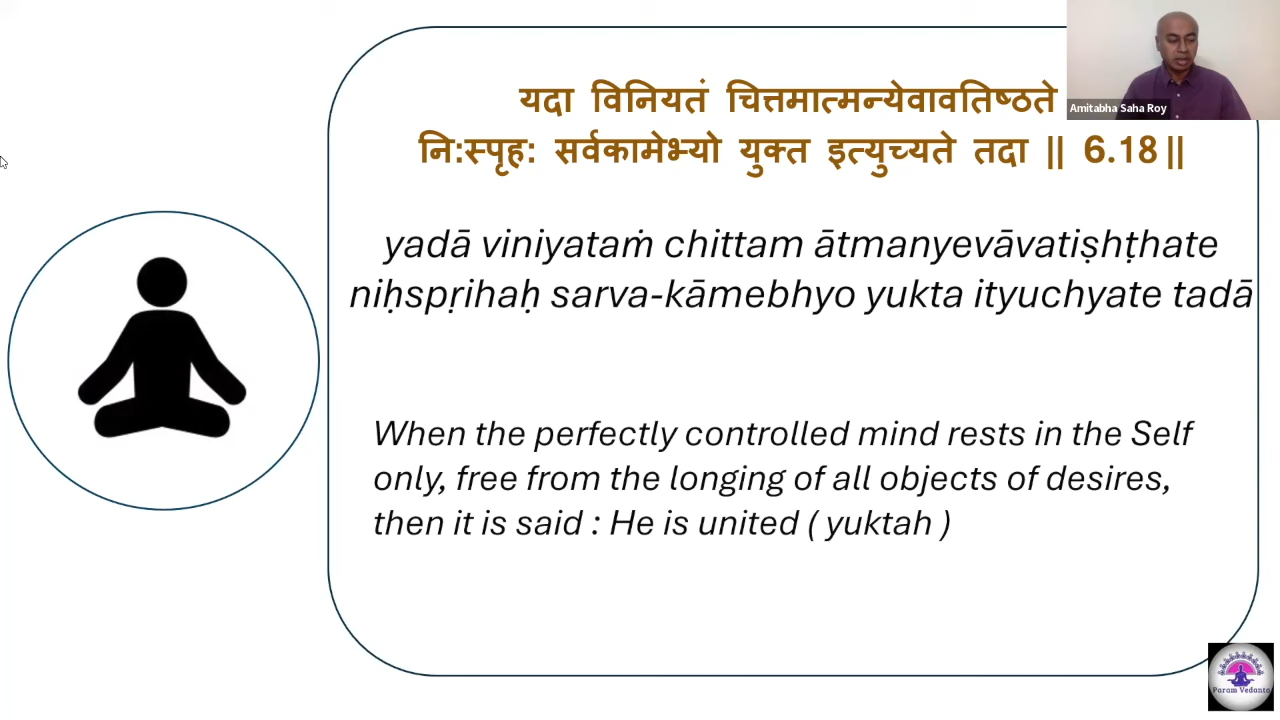 यदा विनियतं चित्तमात्मन्येवावतिष्ठते
नि:स्पृह: सर्वकामेभ्यो युक्त इत्युच्यते तदा || 6.18 ||
Amitabha Saha Roy
yadā viniyataṁ chittam ātmanyevāvatiṣhṭhate
niḥspṛihaḥ sarva-kāmebhyo yukta ityuchyate tadā
When the perfectly controlled mind rests in the Self
only, free from the longing of all objects of desires,
then it is said : He is united ( yuktah )
Param Vedanta